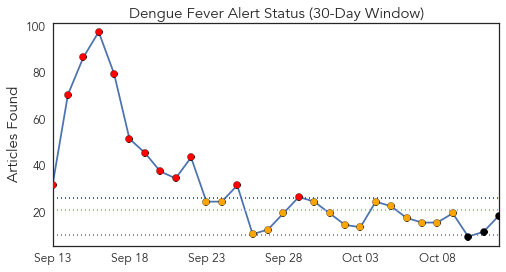 Dengue Fever Alert Status (30-Day Window)
Articles Found
100
80
60
40
20
Sep 13 Sep 18 Sep 23 Sep 28 Oct 03 Oct 08